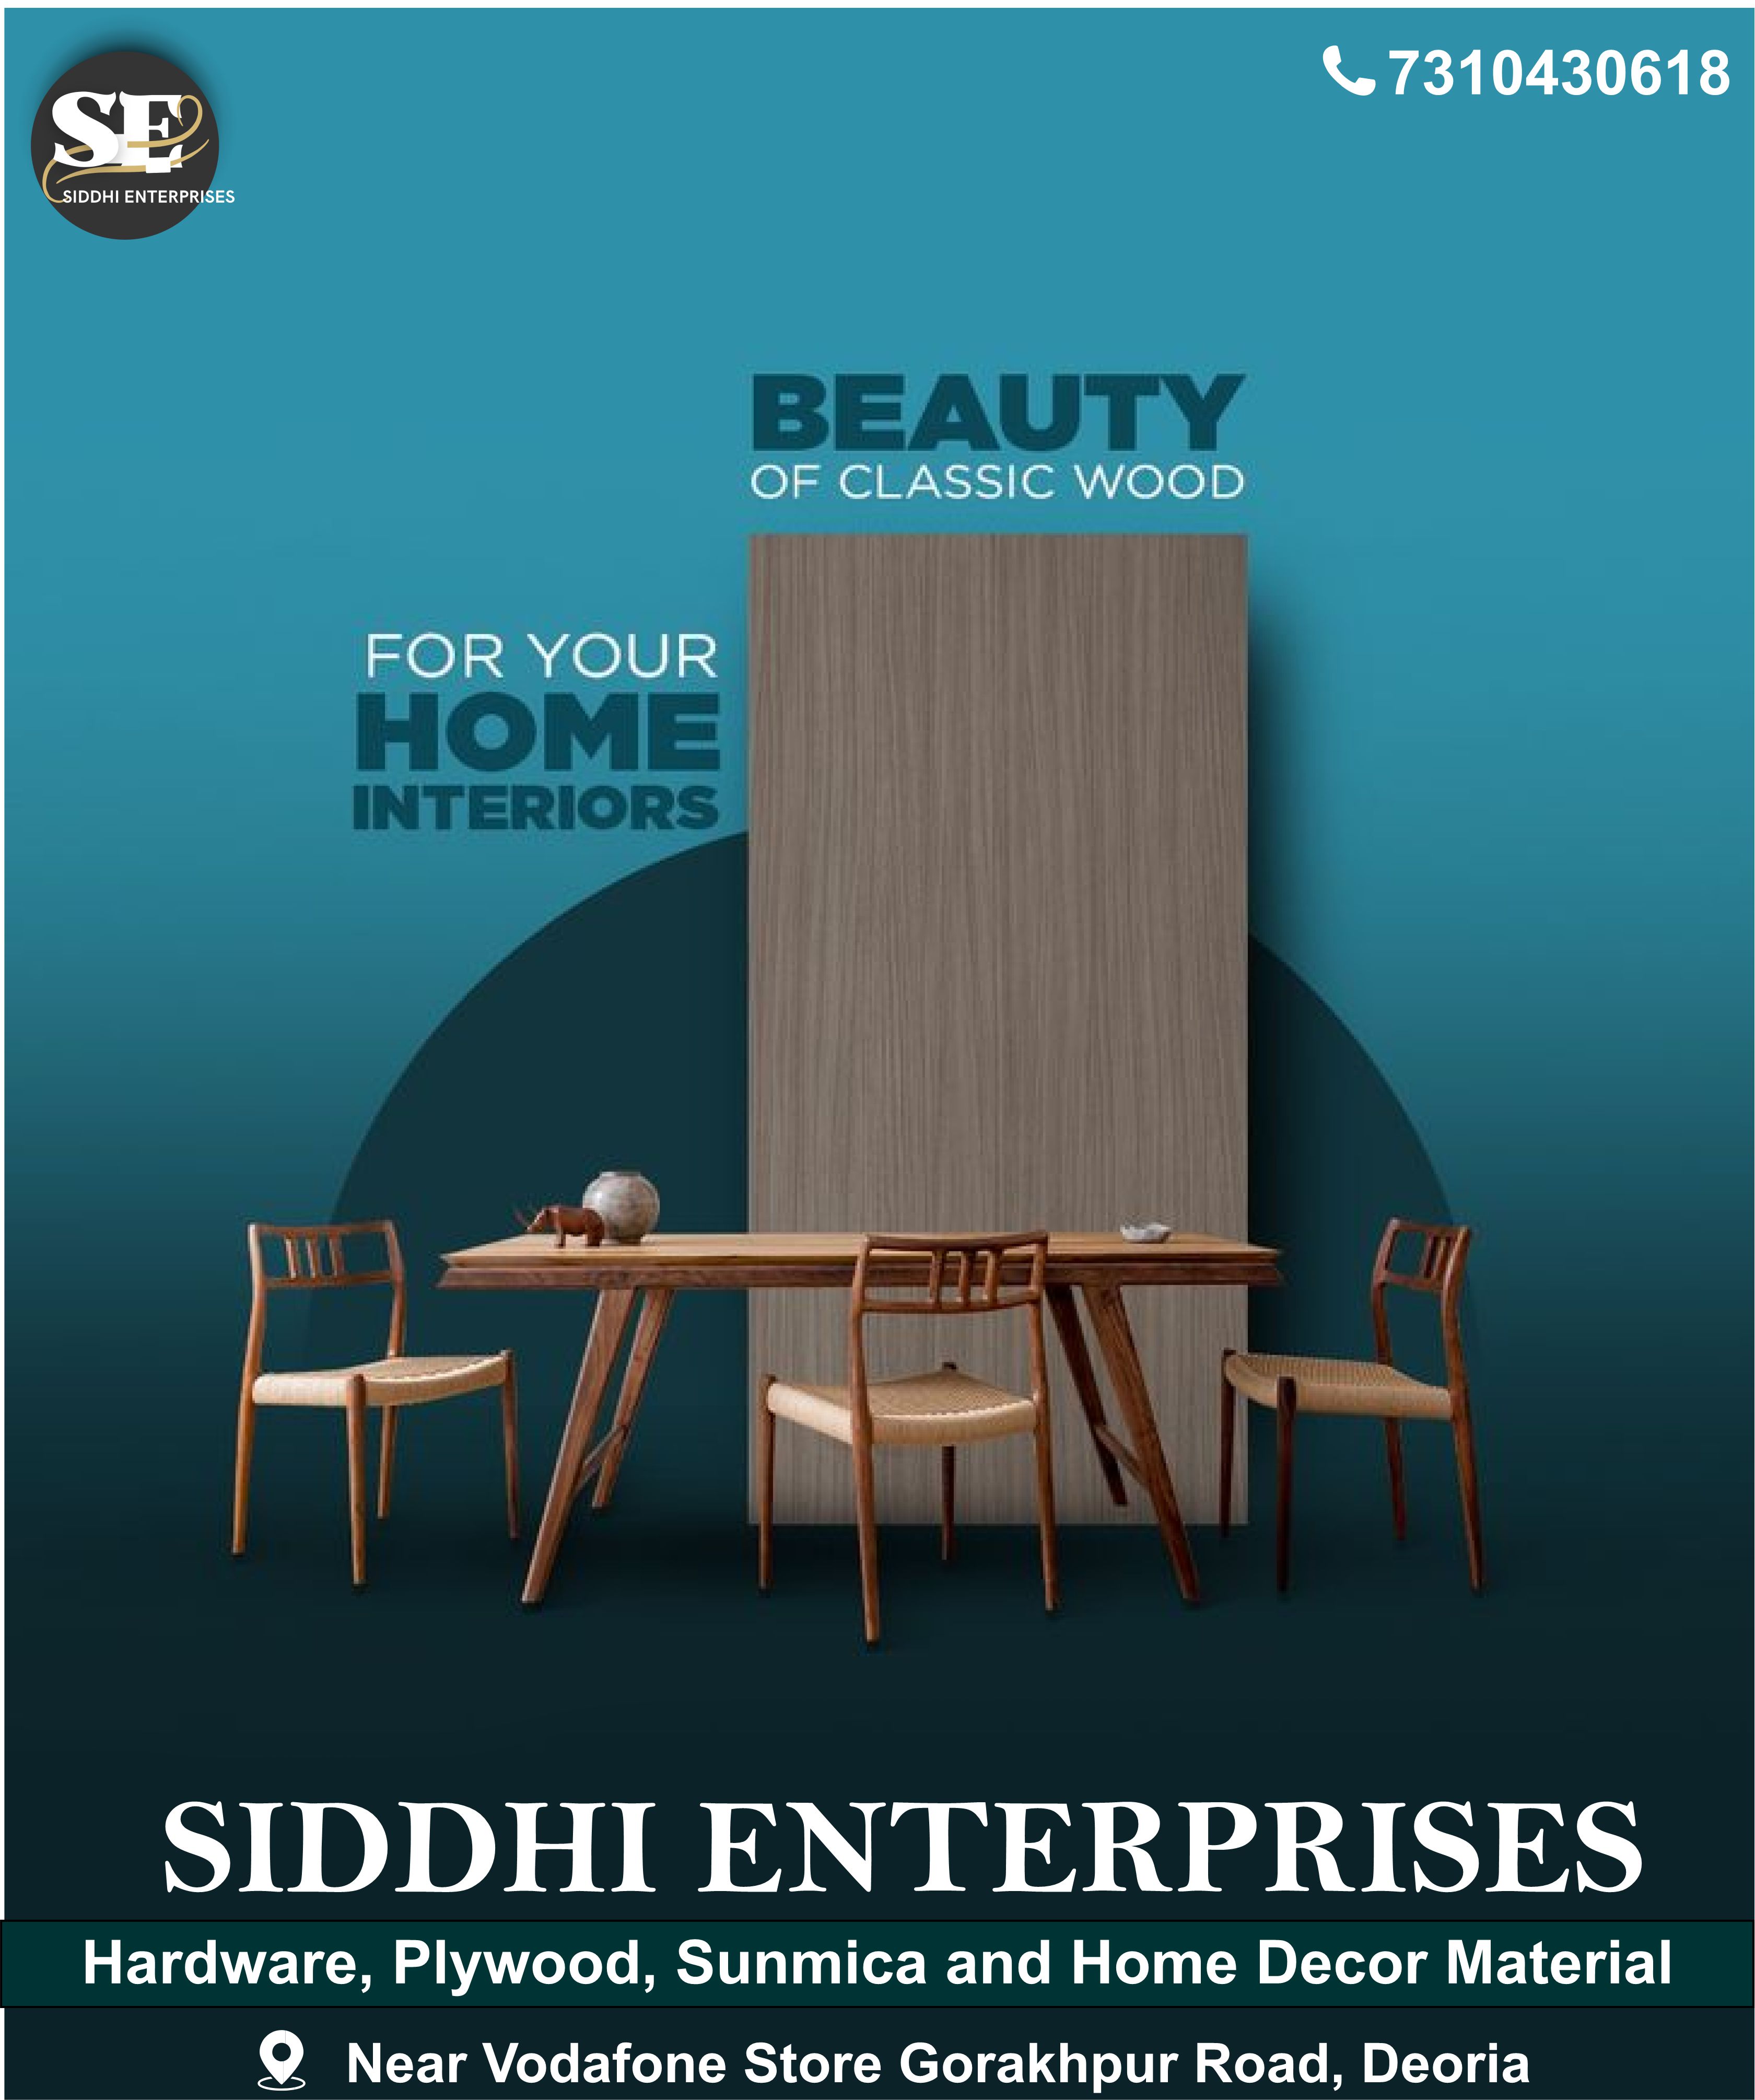 SE
SIDDHI ENTERPRISES
7310430618
BEAUTY
OF CLASSIC WOOD
FOR YOUR
HOME
INTERIORS
SIDDHI ENTERPRISES
Hardware, Plywood, Sunmica and Home Decor Material
Near Vodafone Store Gorakhpur Road, Deoria